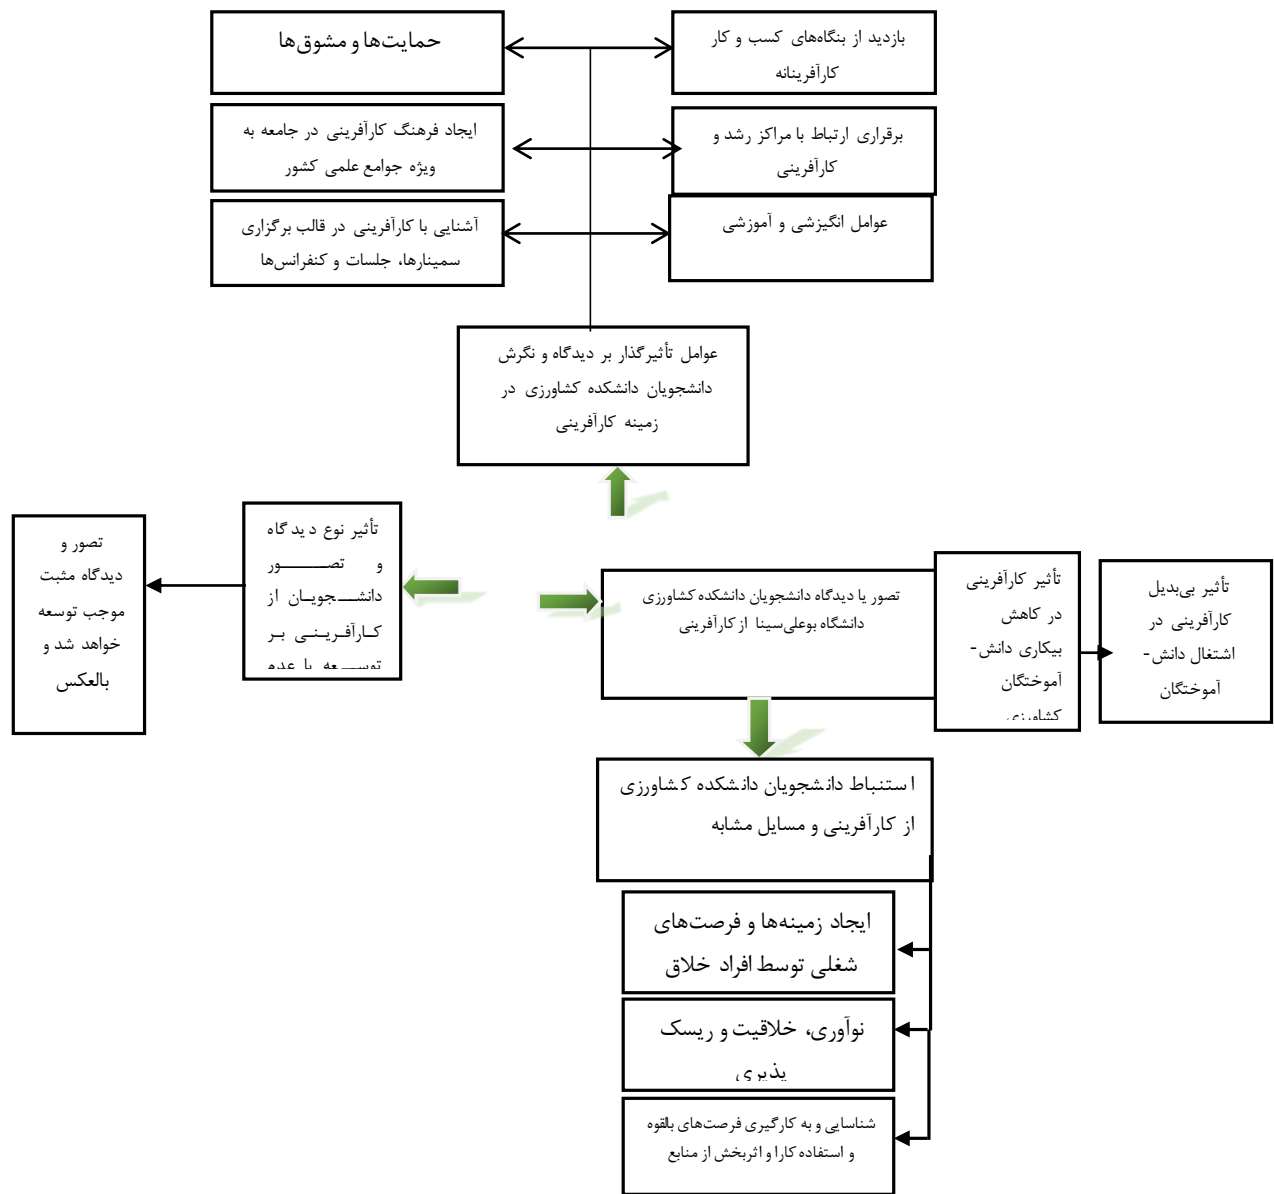 بازدید از بنگاه‌های کسب و کار
کارآفرینانه
حمایت‌ها و مشوق‌ها
برقراری ارتباط با مراکز رشد و
کارآفرینی
ایجاد فرهنگ کارآفرینی در جامعه به
ویژه جوامع علمی کشور
عوامل انگیزشی و آموزشی
آشنایی با کارآفرینی در قالب برگزاری
سمینارها، جلسات و کنفرانس‌ها
عوامل تأثیرگذار بر دیدگاه و نگرش
دانشجویان دانشکده کشاورزی در
زمینه کارآفرینی
تأثیر بی‌بدیل
کارآفرینی در
اشتغال دانش-
آموختگان
تأثیر کارآفرینی
در کاهش
بیکاری دانش-
آموختگان
کشاورزی
تصور یا دیدگاه دانشجویان دانشکده کشاورزی
دانشگاه بوعلی‌سینا از کارآفرینی
تأثیر نوع دیدگاه
و تصور
دانشجویان از
کارآفرینی بر
توسعه یا عدم
تصور و
دیدگاه مثبت
موجب توسعه
خواهد شد و
بالعکس
استنباط دانشجویان دانشکده کشاورزی
از کارآفرینی و مسایل مشابه
ایجاد زمینه‌ها و فرصت‌های
شغلی توسط افراد خلاق
نوآوری، خلاقیت و ریسک
پذیری
شناسایی و به کارگیری فرصت‌های بالقوه
و استفاده کارا و اثربخش از منابع